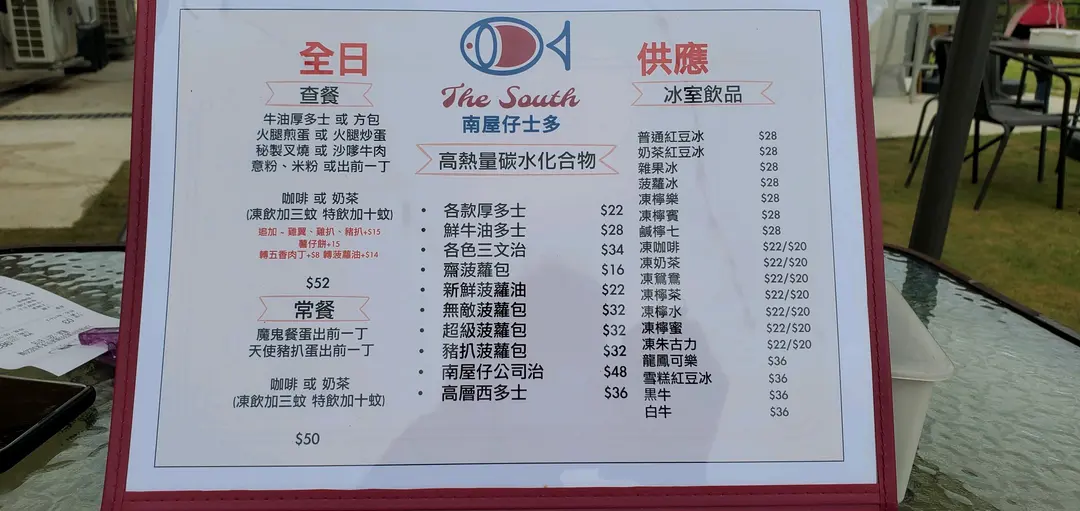 全日
供應
The South
南屋仔士多
查餐
牛油厚多士 或 方包
火腿煎蛋 或 火腿炒蛋
秘製叉燒 或 沙嗲牛肉
意粉、米粉 或出前一丁
咖啡 或 奶茶
(凍飲加三蚊 特飲加十蚊)
追加 - 雞翼、雞扒、豬扒+$15
薯仔餅+15
轉五香肉丁+$8 轉菠蘿油+$14
$52
常餐
魔鬼餐蛋出前一丁
天使豬扒蛋出前一丁
咖啡 或 奶茶
(凍飲加三蚊 特飲加十蚊)
$50
高熱量碳水化合物
• 各款厚多士 $22
• 鮮牛油多士 $28
• 各色三文治 $34
• 齋菠蘿包 $16
• 新鮮菠蘿油 $22
• 無敵菠蘿包 $32
• 超級菠蘿包 $32
• 豬扒菠蘿包 $32
• 南屋仔公司治 $48
• 高層西多士 $36
冰室飲品
普通紅豆冰 $28
奶茶紅豆冰 $28
雜果冰 $28
菠蘿冰 $28
凍檸樂 $28
凍檸賓 $28
鹹檸七 $28
凍咖啡 $22/$20
凍奶茶 $22/$20
凍鴛鴦 $22/$20
凍檸茶 $22/$20
凍檸水 $22/$20
凍檸蜜 $22/$20
凍朱古力 $22/$20
龍鳳可樂 $36
雪糕紅豆冰 $36
黑牛 $36
白牛 $36